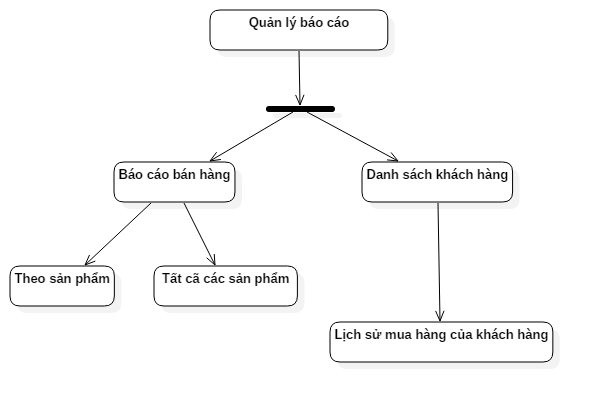 Quản lý báo cáo
Báo cáo bán hàng
Danh sách khách hàng
Theo sản phẩm
Tất cã các sản phẩm
Lịch sử mua hàng của khách hàng